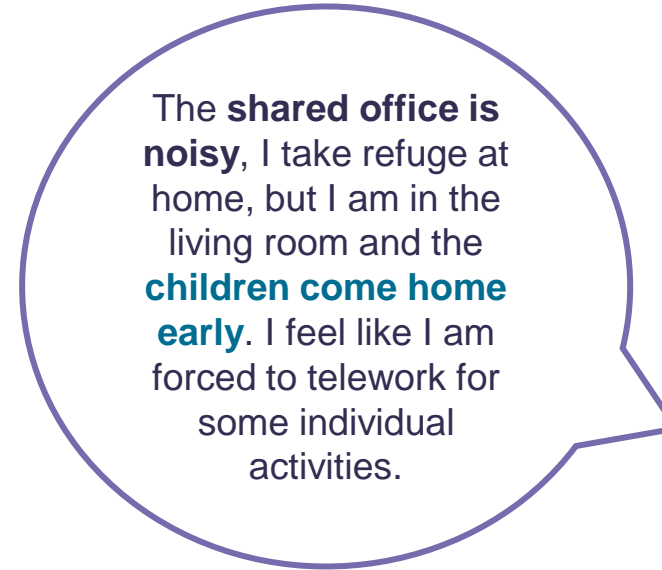 The shared office is
noisy, I take refuge at
home, but I am in the
living room and the
children come home
early. I feel like I am
forced to telework for
some individual
activities.